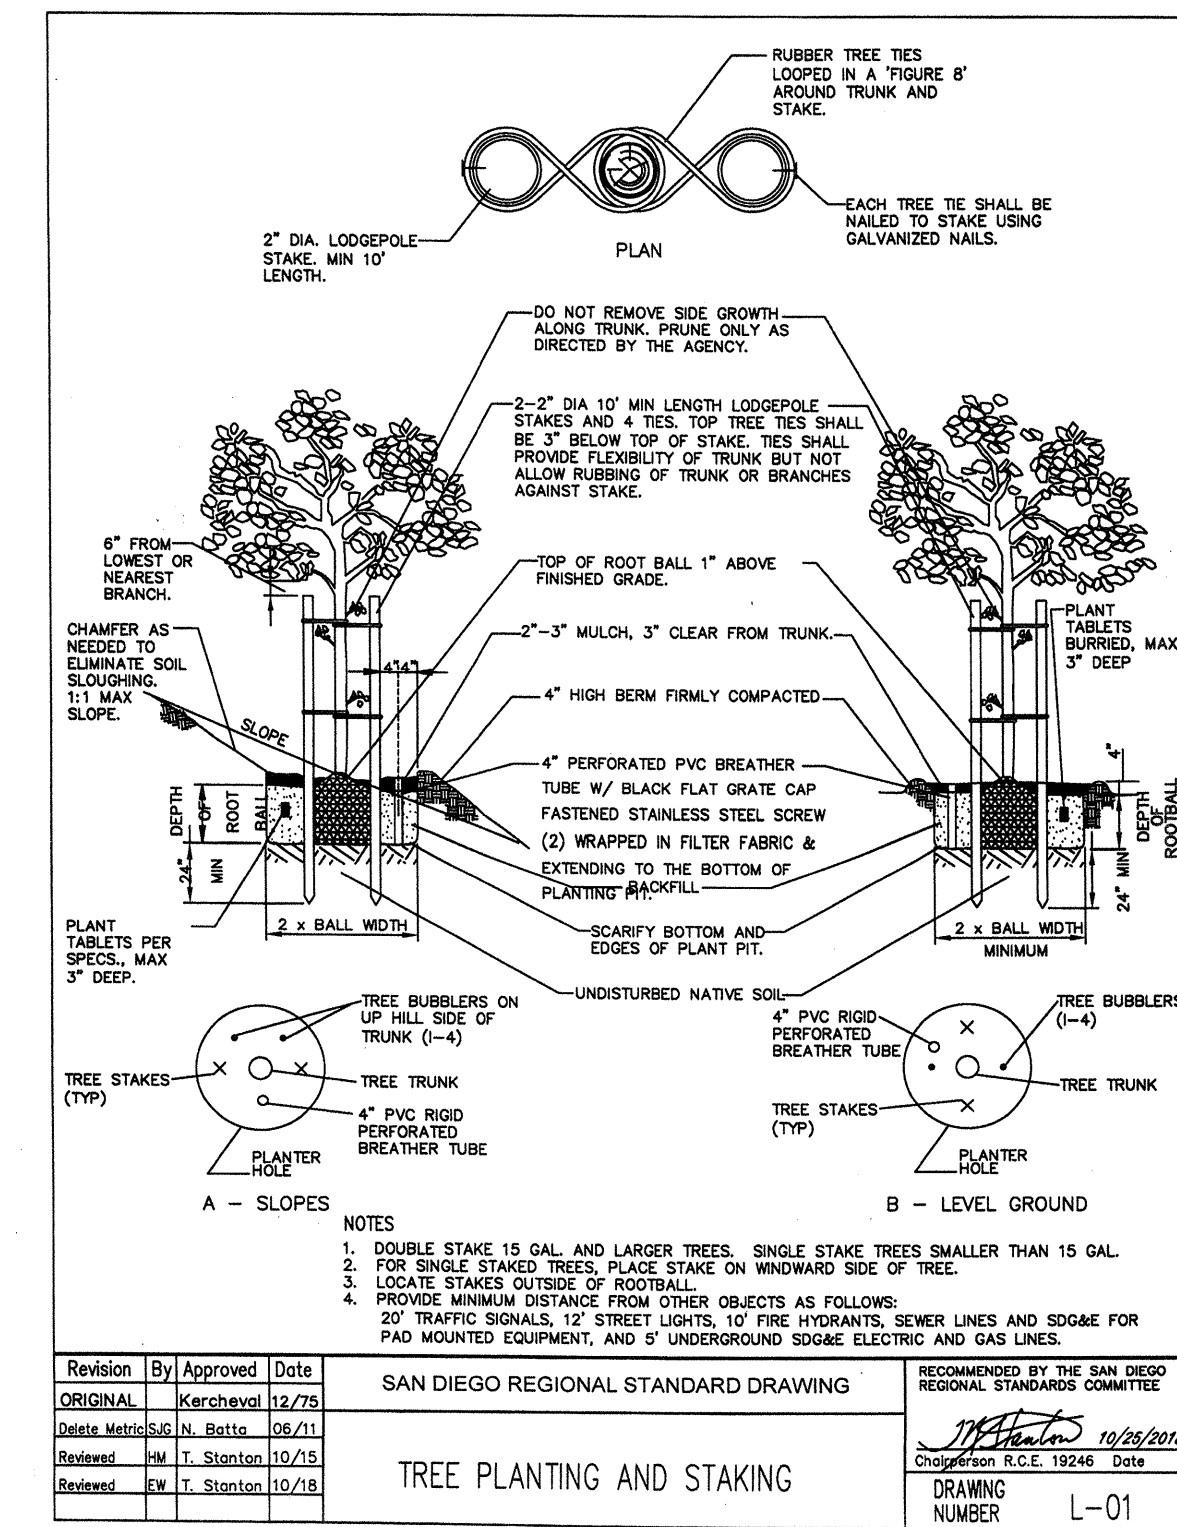 RUBBER TREE TIES
LOOPED IN A 'FIGURE 8'
AROUND TRUNK AND
STAKE.
EACH TREE TIE SHALL BE
NAILED TO STAKE USING
GALVANIZED NAILS.
2" DIA. LODGEPOLE
STAKE. MIN 10'
LENGTH.
PLAN
DO NOT REMOVE SIDE GROWTH
ALONG TRUNK. PRUNE ONLY AS
DIRECTED BY THE AGENCY.
2-2" DIA 10' MIN LENGTH LODGEPOLE
STAKES AND 4 TIES. TOP TREE TIES SHALL
BE 3" BELOW TOP OF STAKE. TIES SHALL
PROVIDE FLEXIBILITY OF TRUNK BUT NOT
ALLOW RUBBING OF TRUNK OR BRANCHES
AGAINST STAKE.
6" FROM
LOWEST OR
NEAREST
BRANCH.
TOP OF ROOT BALL 1" ABOVE
FINISHED GRADE.
CHAMFER AS
NEEDED TO
ELIMINATE SOIL
SLOUGHING.
1:1 MAX
SLOPE.
2"-3" MULCH, 3" CLEAR FROM TRUNK.
PLANT
TABLETS
BURRIED, MAX
3" DEEP
4" 4"
4" HIGH BERM FIRMLY COMPACTED
SLOPE
4" PERFORATED PVC BREATHER
TUBE W/ BLACK FLAT GRATE CAP
FASTENED STAINLESS STEEL SCREW
(2) WRAPPED IN FILTER FABRIC &
EXTENDING TO THE BOTTOM OF
PLANTING PIT.
BACKFILL
DEPTH
OF
ROOT
BALL
24"
MIN
4"
DEPTH
OF
ROOTBALL
24" MIN
2 x BALL WIDTH
2 x BALL WIDTH
MINIMUM
PLANT
TABLETS PER
SPECS., MAX
3" DEEP.
SCARIFY BOTTOM AND
EDGES OF PLANT PIT.
UNDISTURBED NATIVE SOIL
TREE BUBBLERS ON
UP HILL SIDE OF
TRUNK (1-4)
TREE STAKES
(TYP)
TREE TRUNK
4" PVC RIGID
PERFORATED
BREATHER TUBE
PLANTER
HOLE
A - SLOPES
4" PVC RIGID
PERFORATED
BREATHER TUBE
TREE BUBBLERS
(1-4)
TREE TRUNK
TREE STAKES
(TYP)
PLANTER
HOLE
B - LEVEL GROUND
NOTES
1. DOUBLE STAKE 15 GAL. AND LARGER TREES. SINGLE STAKE TREES SMALLER THAN 15 GAL.
2. FOR SINGLE STAKED TREES, PLACE STAKE ON WINDWARD SIDE OF TREE.
3. LOCATE STAKES OUTSIDE OF ROOTBALL.
4. PROVIDE MINIMUM DISTANCE FROM OTHER OBJECTS AS FOLLOWS:
20' TRAFFIC SIGNALS, 12' STREET LIGHTS, 10' FIRE HYDRANTS, SEWER LINES AND SDG&E FOR
PAD MOUNTED EQUIPMENT, AND 5' UNDERGROUND SDG&E ELECTRIC AND GAS LINES.
Revision By Approved Date
ORIGINAL Kercheval 12/75
Delete Metric SJG N. Batta 06/11
Reviewed HM T. Stanton 10/15
Reviewed EW T. Stanton 10/18
SAN DIEGO REGIONAL STANDARD DRAWING
TREE PLANTING AND STAKING
RECOMMENDED BY THE SAN DIEGO
REGIONAL STANDARDS COMMITTEE
Stanton 10/25/2018
Chairperson R.C.E. 19246 Date
DRAWING
NUMBER L-01